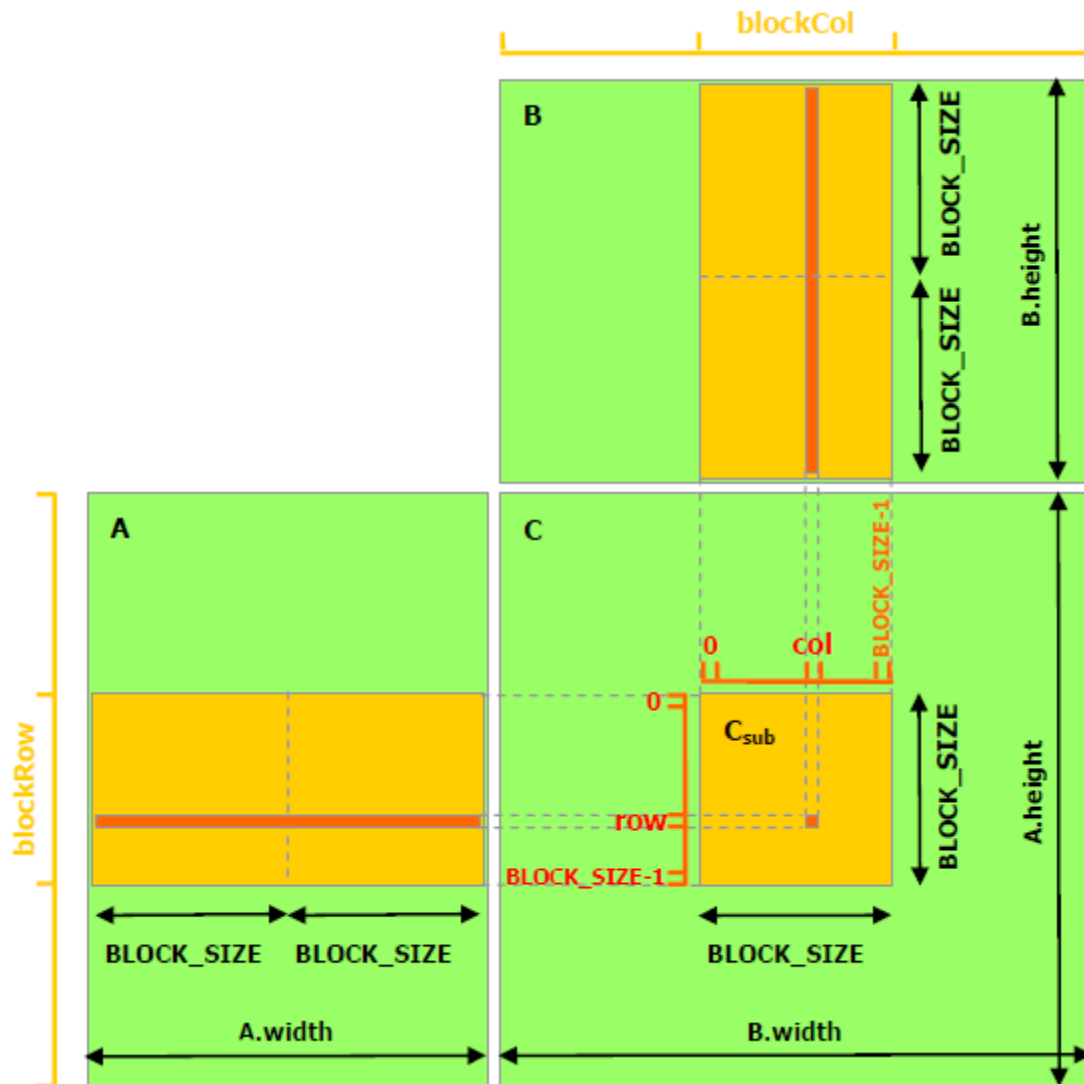 blockCol
B
BLOCK_SIZE
BLOCK_SIZE
B.height
A
C
BLOCK_SIZE-1
0
col
0
C_sub
row
BLOCK_SIZE-1
BLOCK_SIZE
A.height
blockRow
BLOCK_SIZE
BLOCK_SIZE
BLOCK_SIZE
A.width
B.width